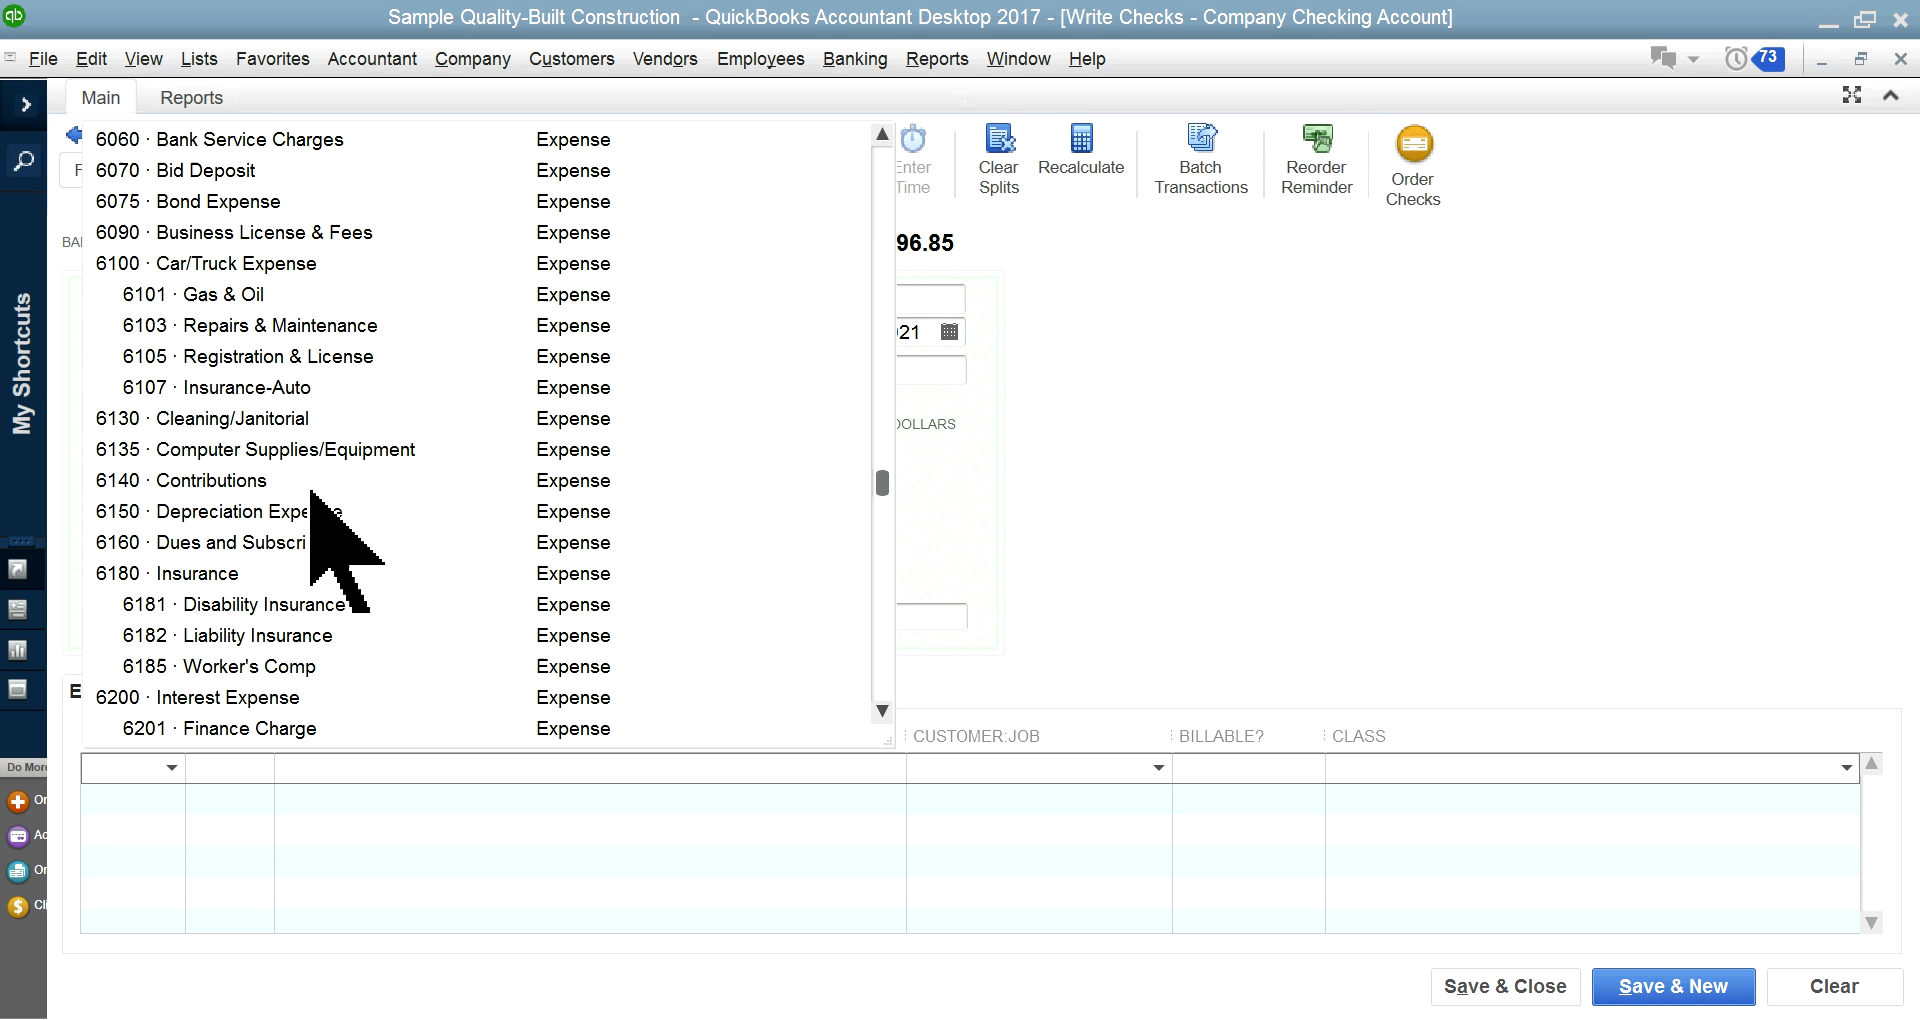 qb
Sample Quality-Built Construction - QuickBooks Accountant Desktop 2017 - [Write Checks - Company Checking Account]
File Edit View Lists Favorites Accountant Company Customers Vendors Employees Banking Reports Window Help
73
Main Reports
My Shortcuts
Do More
6060 · Bank Service Charges Expense
6070 · Bid Deposit Expense
6075 · Bond Expense Expense
6090 · Business License & Fees Expense
6100 · Car/Truck Expense Expense
6101 · Gas & Oil Expense
6103 · Repairs & Maintenance Expense
6105 · Registration & License Expense
6107 · Insurance-Auto Expense
6130 · Cleaning/Janitorial Expense
6135 · Computer Supplies/Equipment Expense
6140 · Contributions Expense
6150 · Depreciation Expe Expense
6160 · Dues and Subscri Expense
6180 · Insurance Expense
6181 · Disability Insurance Expense
6182 · Liability Insurance Expense
6185 · Worker's Comp Expense
6200 · Interest Expense Expense
6201 · Finance Charge Expense
Enter Time
Clear Splits
Recalculate
Batch Transactions
Reorder Reminder
Order Checks
96.85
21
DOLLARS
CUSTOMER:JOB BILLABLE? CLASS
Save & Close Save & New Clear